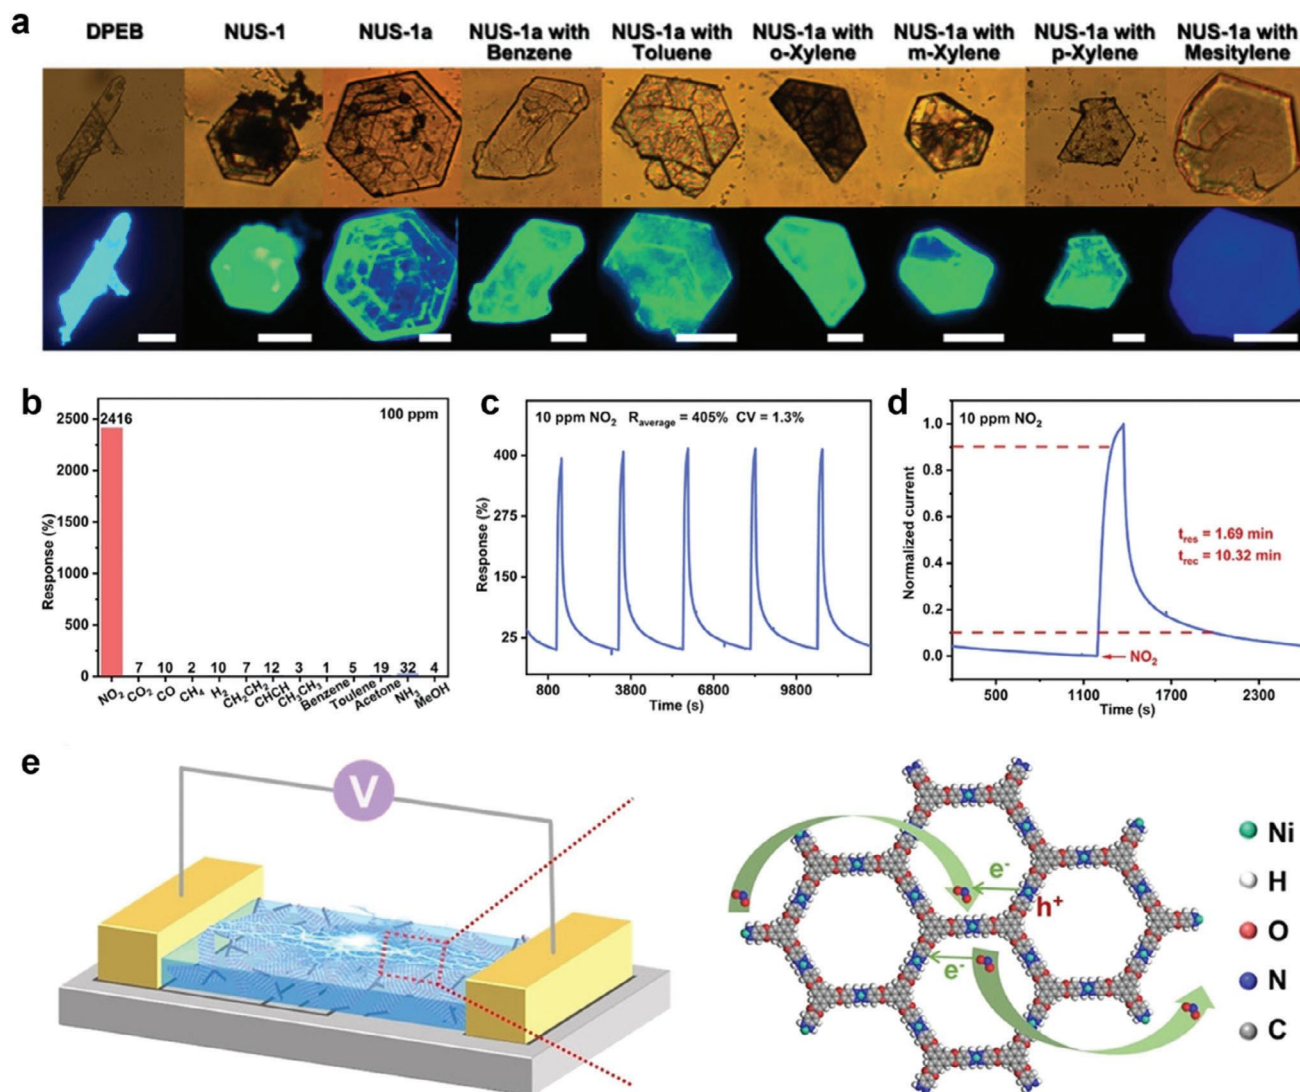 a
DPEB NUS-1 NUS-1a NUS-1a with Benzene NUS-1a with Toluene NUS-1a with o-Xylene NUS-1a with m-Xylene NUS-1a with p-Xylene NUS-1a with Mesitylene
b
100 ppm
Response (%)
2500
2000
1500
1000
500
0
2416 7 10 2 10 7 12 3 1 5 19 32 4
NO₂ CO₂ CO CH₄ H₂ CH₂CH₂ CHCH CH₃CH₃ Benzene Toulene Acetone NH₃ MeOH
c
10 ppm NO₂ Raverage = 405% CV = 1.3%
Response (%)
400
275
150
25
800 3800 6800 9800
Time (s)
d
10 ppm NO₂
Normalized current
1.0
0.8
0.6
0.4
0.2
0.0
tres = 1.69 min
trec = 10.32 min
NO₂
500 1100 1700 2300
Time (s)
e
V
e⁻
h⁺
e⁻
Ni
H
O
N
C